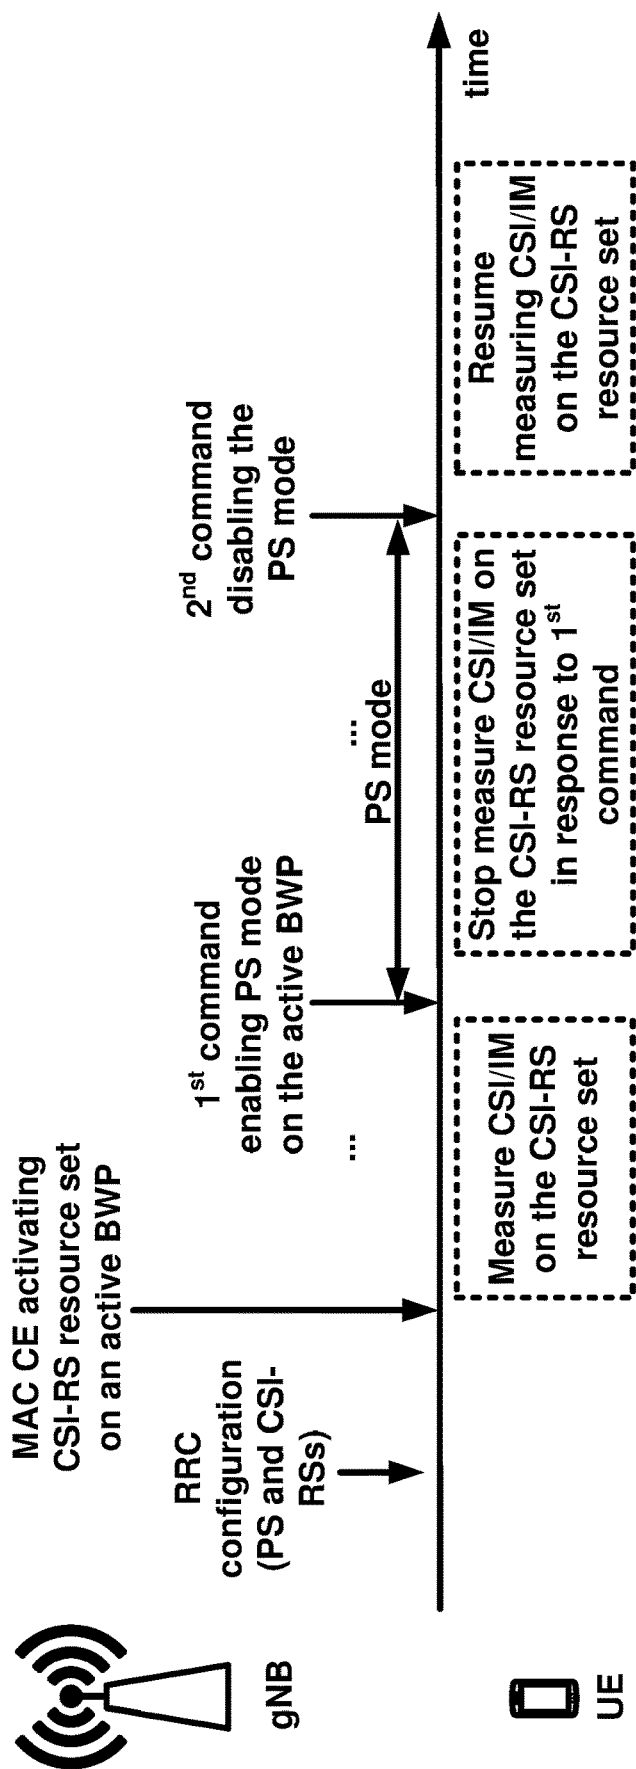 MAC CE activating
CSI-RS resource set
on an active BWP
RRC
configuration
(PS and CSI-
RSs)
1st command
enabling PS mode
on the active BWP
...
2nd command
disabling the
PS mode
...
PS mode
time
gNB
UE
Measure CSI/IM
on the CSI-RS
resource set
Stop measure CSI/IM on
the CSI-RS resource set
in response to 1st
command
Resume
measuring CSI/IM
on the CSI-RS
resource set